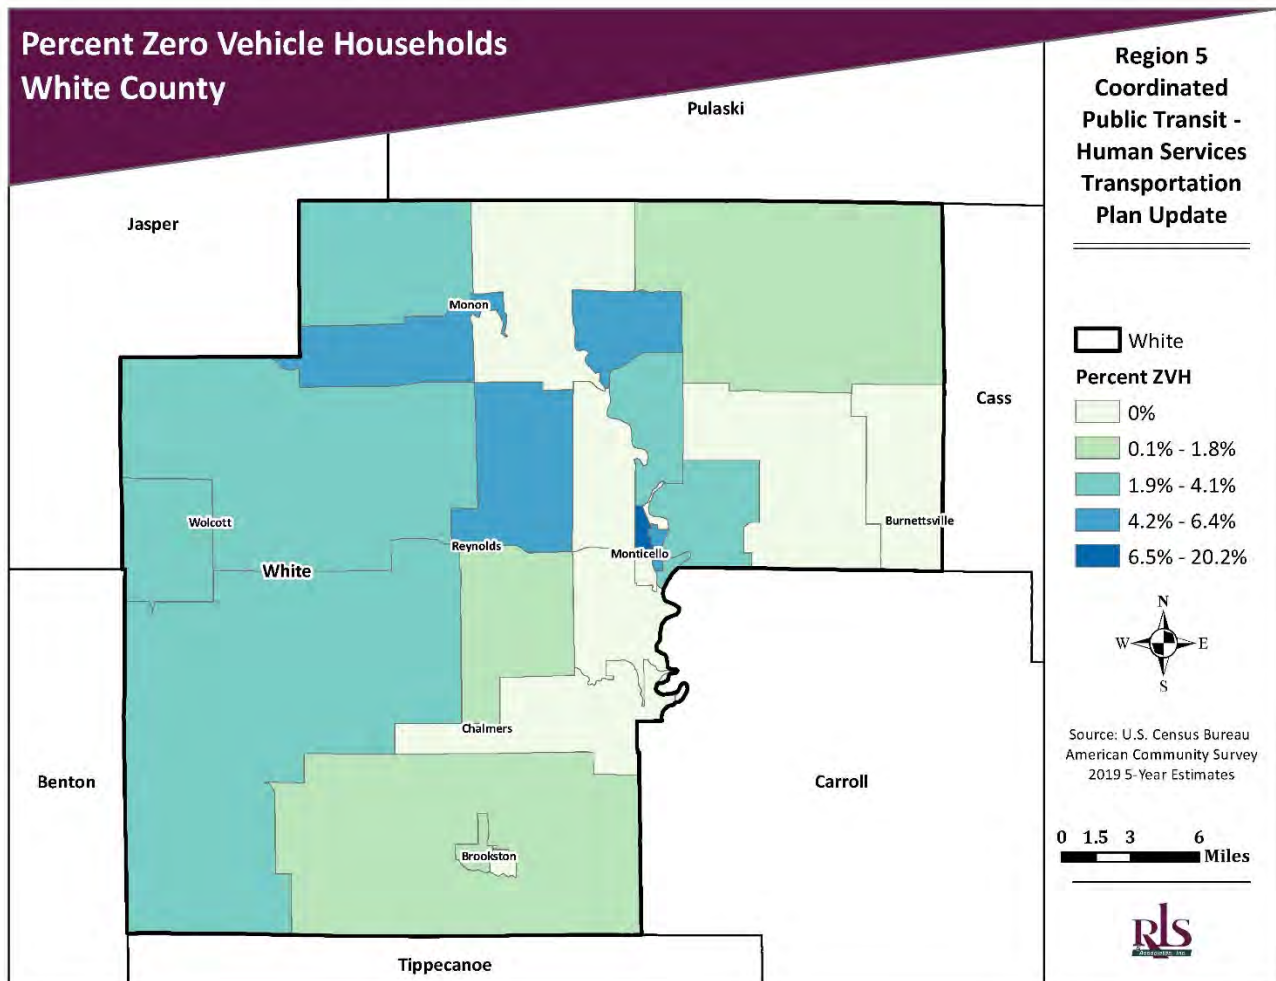 Percent Zero Vehicle Households
White County
Region 5
Coordinated
Public Transit -
Human Services
Transportation
Plan Update
Pulaski
Jasper
Monon
Cass
Wolcott
Burnettsville
Reynolds
Monticello
White
Chalmers
Benton
Carroll
Brookston
Tippecanoe
White
Percent ZVH
0%
0.1% - 1.8%
1.9% - 4.1%
4.2% - 6.4%
6.5% - 20.2%
N
W E
S
Source: U.S. Census Bureau
American Community Survey
2019 5-Year Estimates
0 1.5 3 6
Miles
RLS
& Associates, Inc.